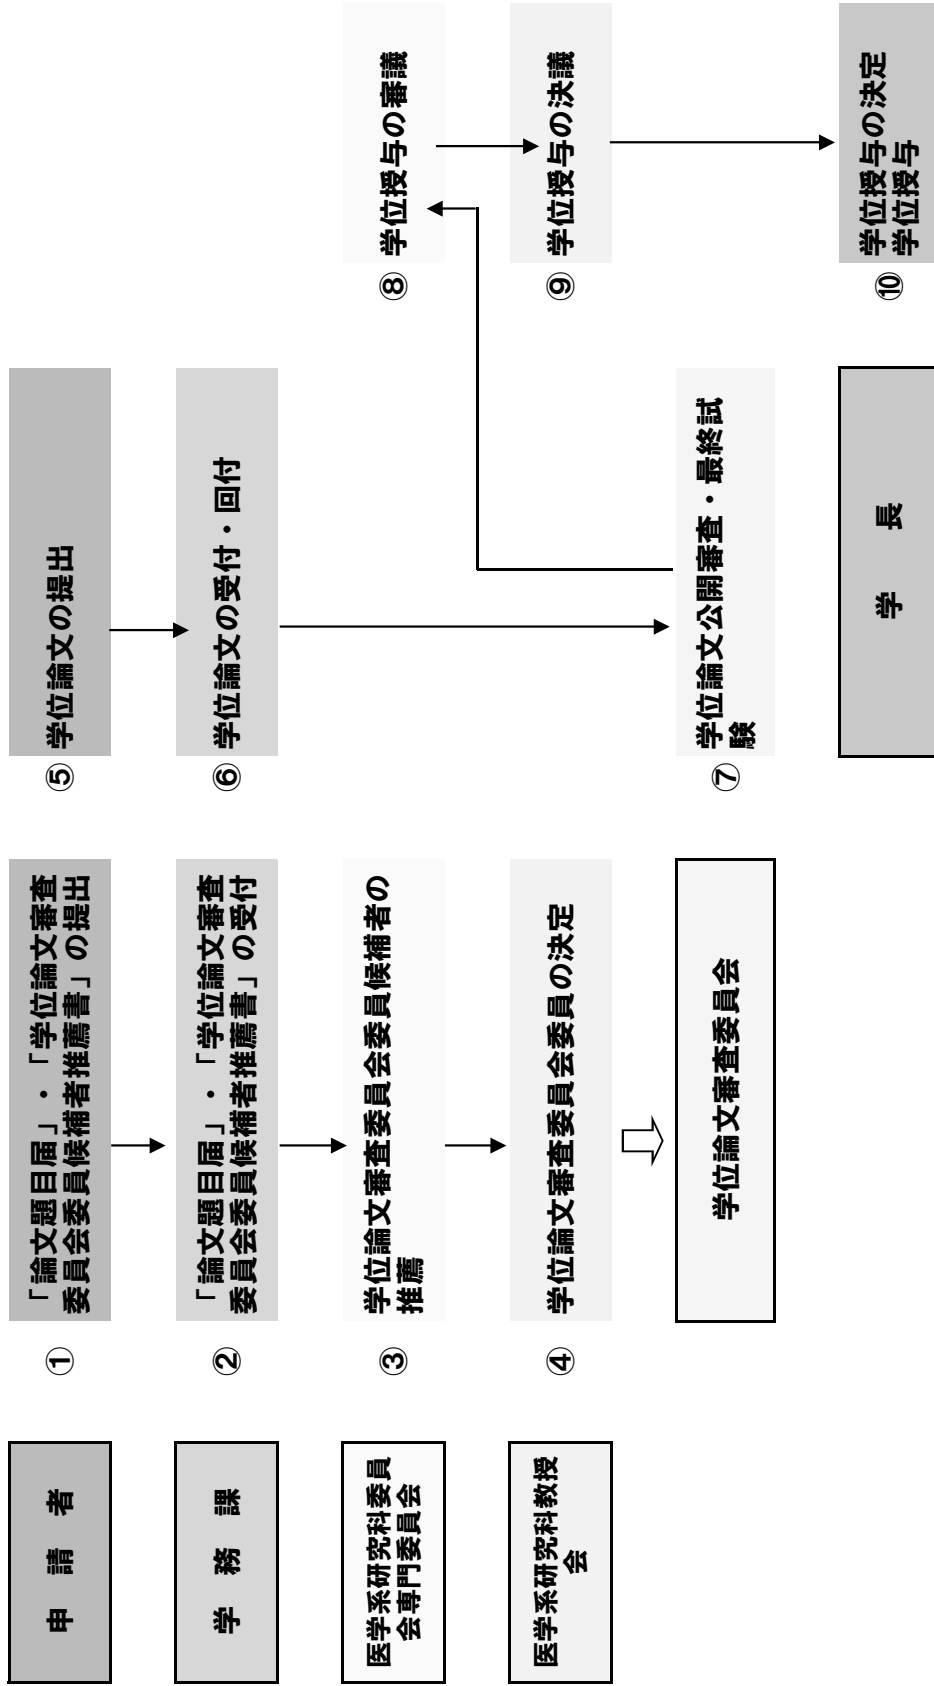 申 請 者
①
「論文題目届」・「学位論文審査
委員会委員候補者推薦書」の提出
⑤
学位論文の提出
学 務 課
②
「論文題目届」・「学位論文審査
委員会委員候補者推薦書」の受付
⑥
学位論文の受付・回付
医学系研究科委員
会専門委員会
③
学位論文審査委員会委員候補者の
推薦
⑧
学位授与の審議
医学系研究科教授
会
④
学位論文審査委員会委員の決定
⑨
学位授与の決議
学位論文審査委員会
⑦
学位論文公開審査・最終試
験
学 長
⑩
学位授与の決定
学位授与